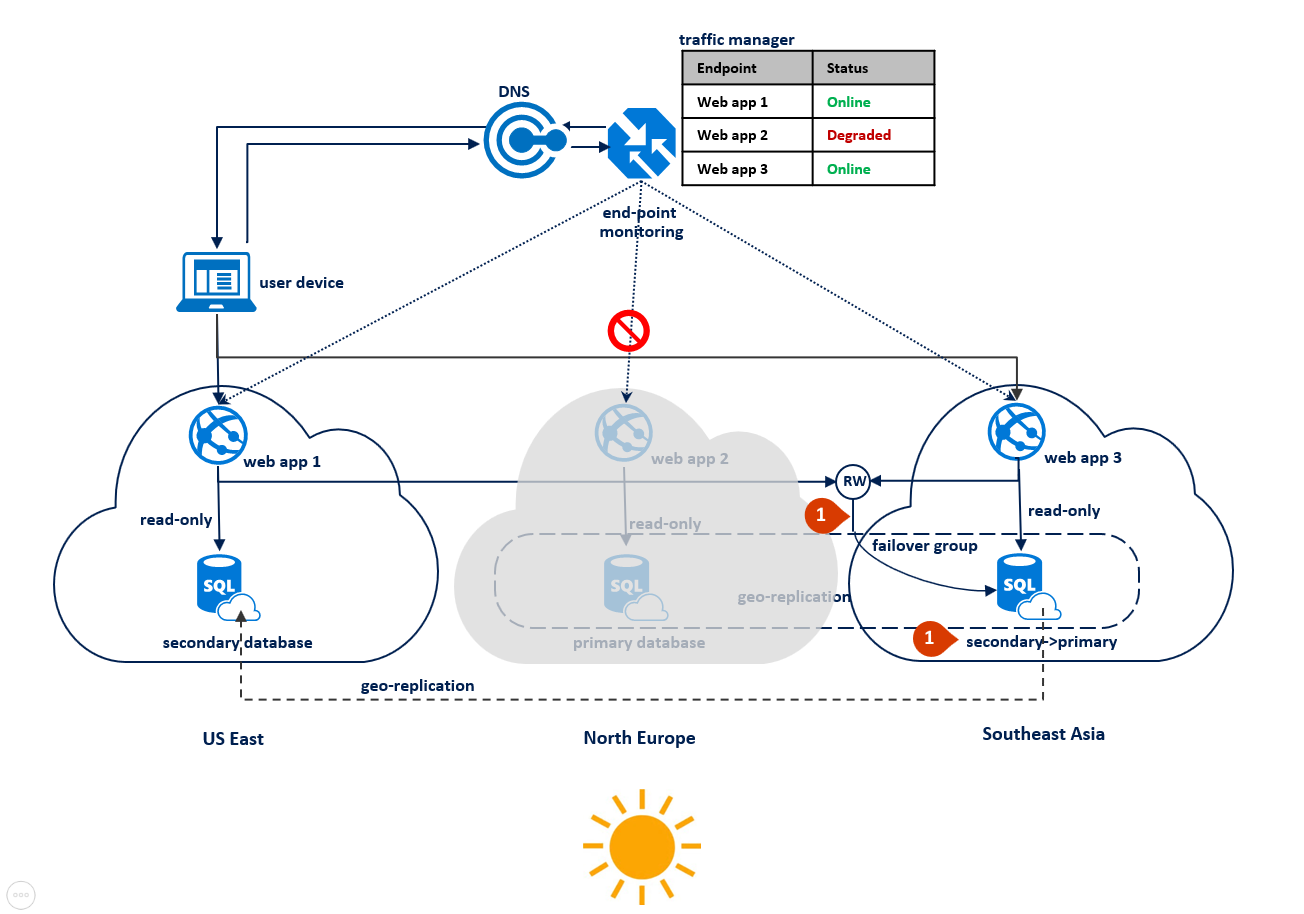 traffic manager
Endpoint Status
Web app 1 Online
Web app 2 Degraded
Web app 3 Online
DNS
end-point
monitoring
user device
web app 1
web app 2
web app 3
RW
read-only
read-only
read-only
1
failover group
SQL
SQL
SQL
geo-replication
secondary database
primary database
1
secondary->primary
geo-replication
US East
North Europe
Southeast Asia